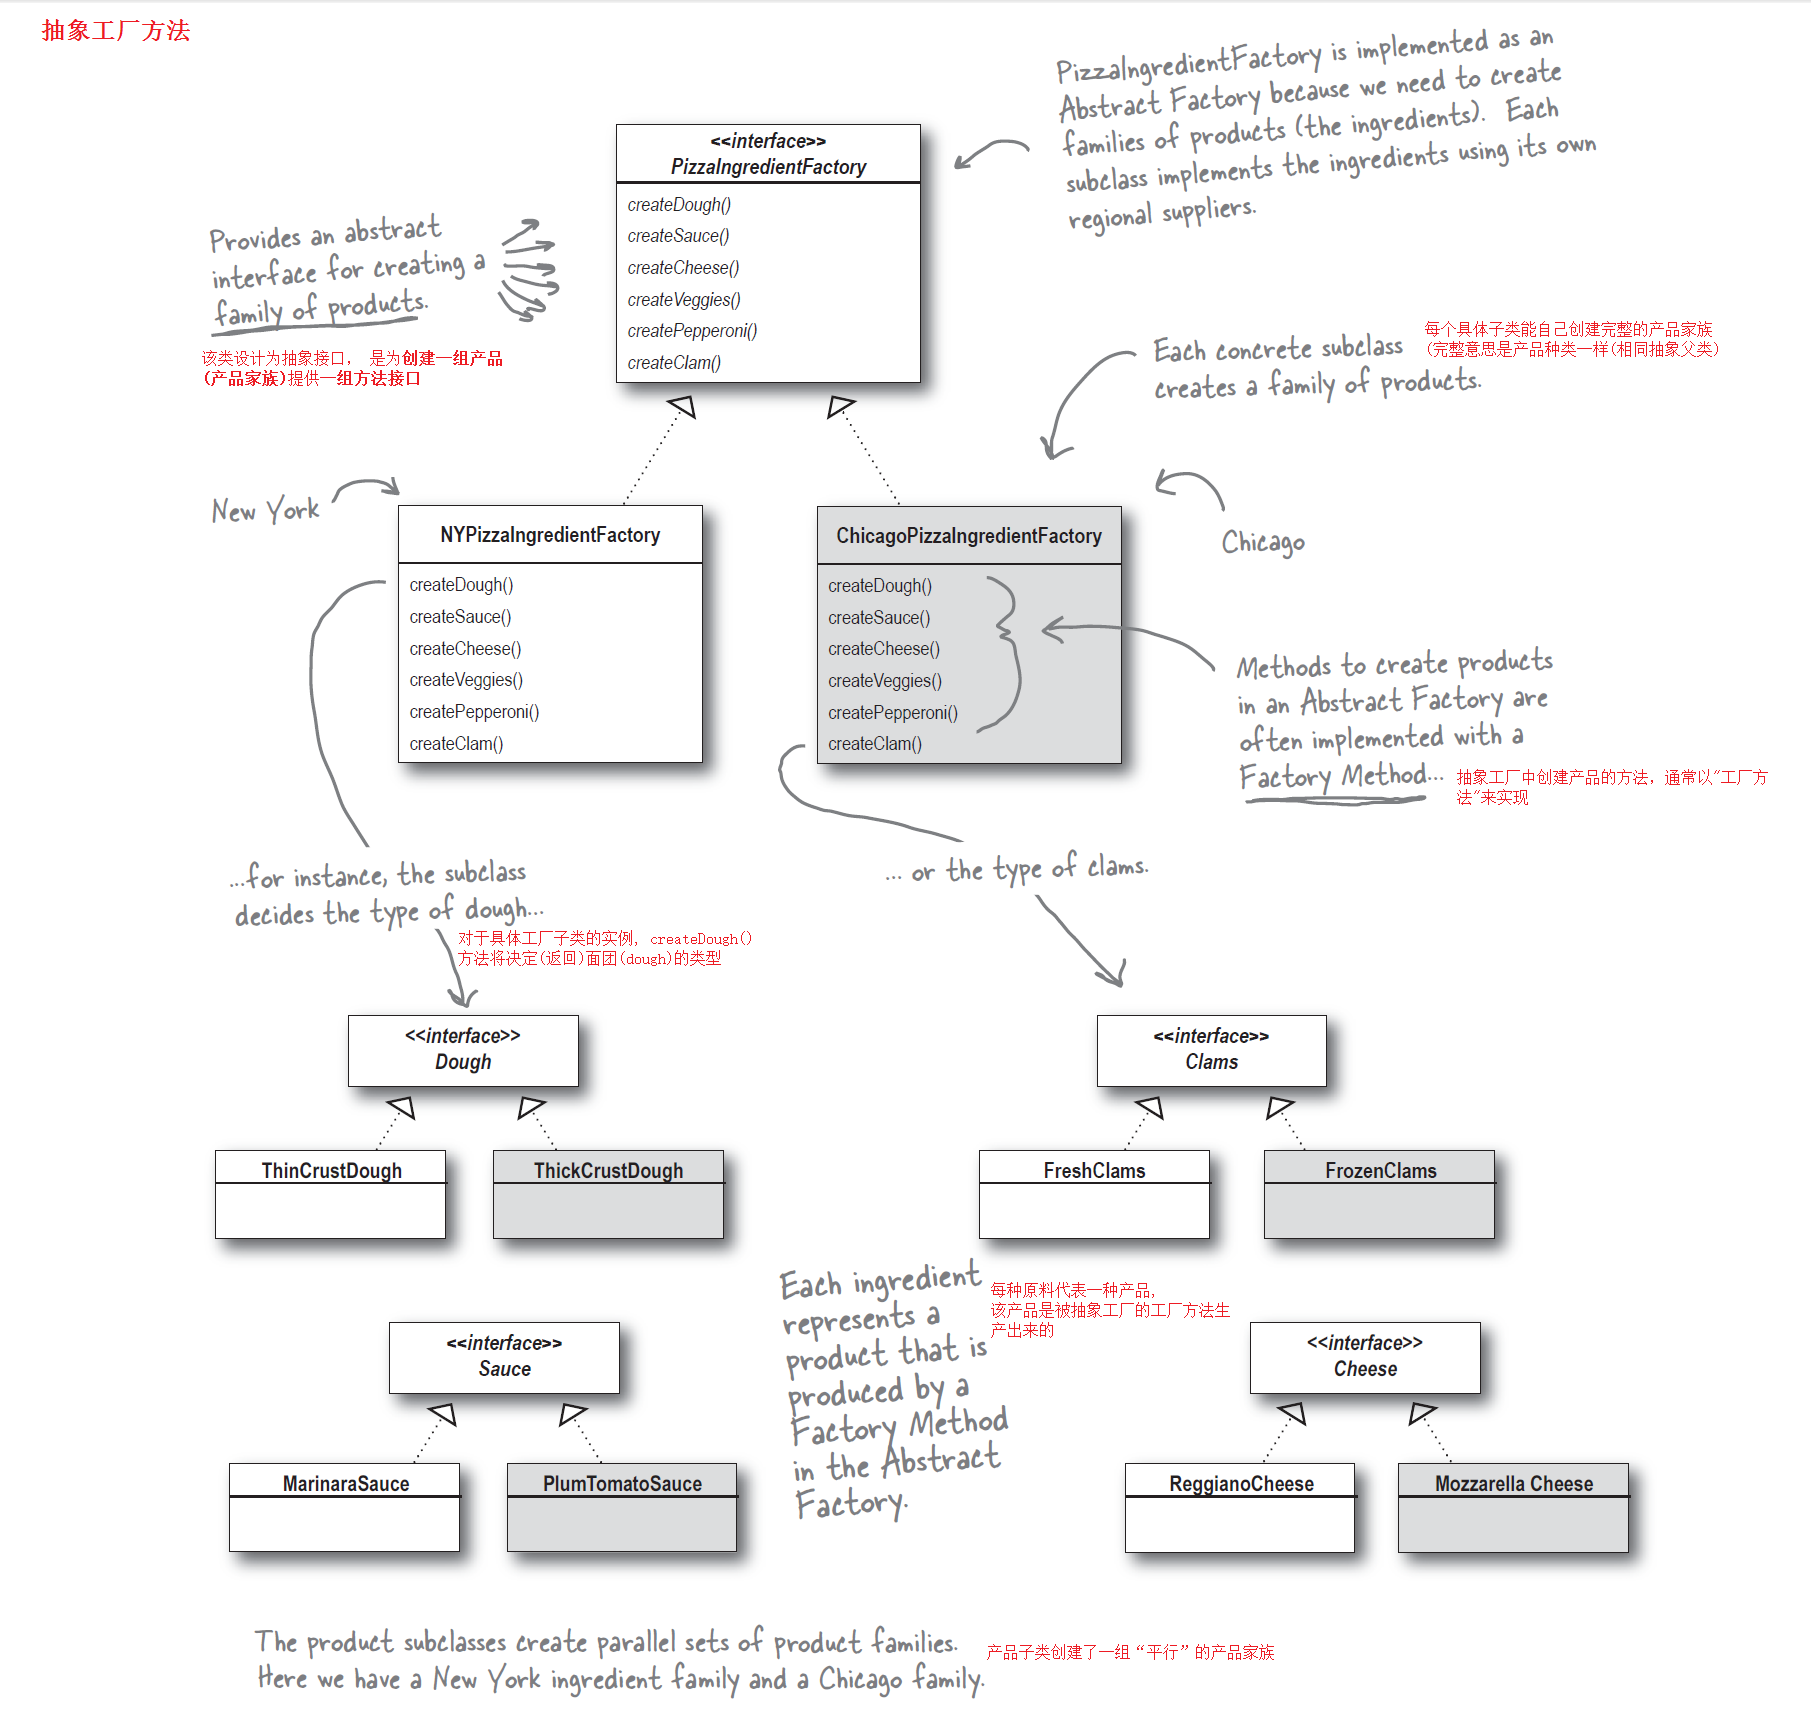 抽象工厂方法
PizzaIngredientFactory is implemented as an
Abstract Factory because we need to create
families of products (the ingredients). Each
subclass implements the ingredients using its own
regional suppliers.
<<interface>>
PizzaIngredientFactory
createDough()
createSauce()
createCheese()
createVeggies()
createPepperoni()
createClam()
Provides an abstract
interface for creating a
family of products.
该类设计为抽象接口， 是为创建一组产品
(产品家族)提供一组方法接口
Each concrete subclass
creates a family of products.
每个具体子类能自己创建完整的产品家族
(完整意思是产品种类一样(相同抽象父类)
New York
Chicago
NYPizzaIngredientFactory
createDough()
createSauce()
createCheese()
createVeggies()
createPepperoni()
createClam()
ChicagoPizzaIngredientFactory
createDough()
createSauce()
createCheese()
createVeggies()
createPepperoni()
createClam()
Methods to create products
in an Abstract Factory are
often implemented with a
Factory Method...
抽象工厂中创建产品的方法，通常以"工厂方
法"来实现
...for instance, the subclass
decides the type of dough...
对于具体工厂子类的实例，createDough()
方法将决定(返回)面团(dough)的类型
... or the type of clams.
<<interface>>
Dough
ThinCrustDough
ThickCrustDough
<<interface>>
Clams
FreshClams
FrozenClams
Each ingredient
represents a
product that is
produced by a
Factory Method
in the Abstract
Factory.
每种原料代表一种产品，
该产品是被抽象工厂的工厂方法生
产出来的
<<interface>>
Sauce
MarinaraSauce
PlumTomatoSauce
<<interface>>
Cheese
ReggianoCheese
Mozzarella Cheese
The product subclasses create parallel sets of product families.
Here we have a New York ingredient family and a Chicago family.
产品子类创建了一组“平行”的产品家族